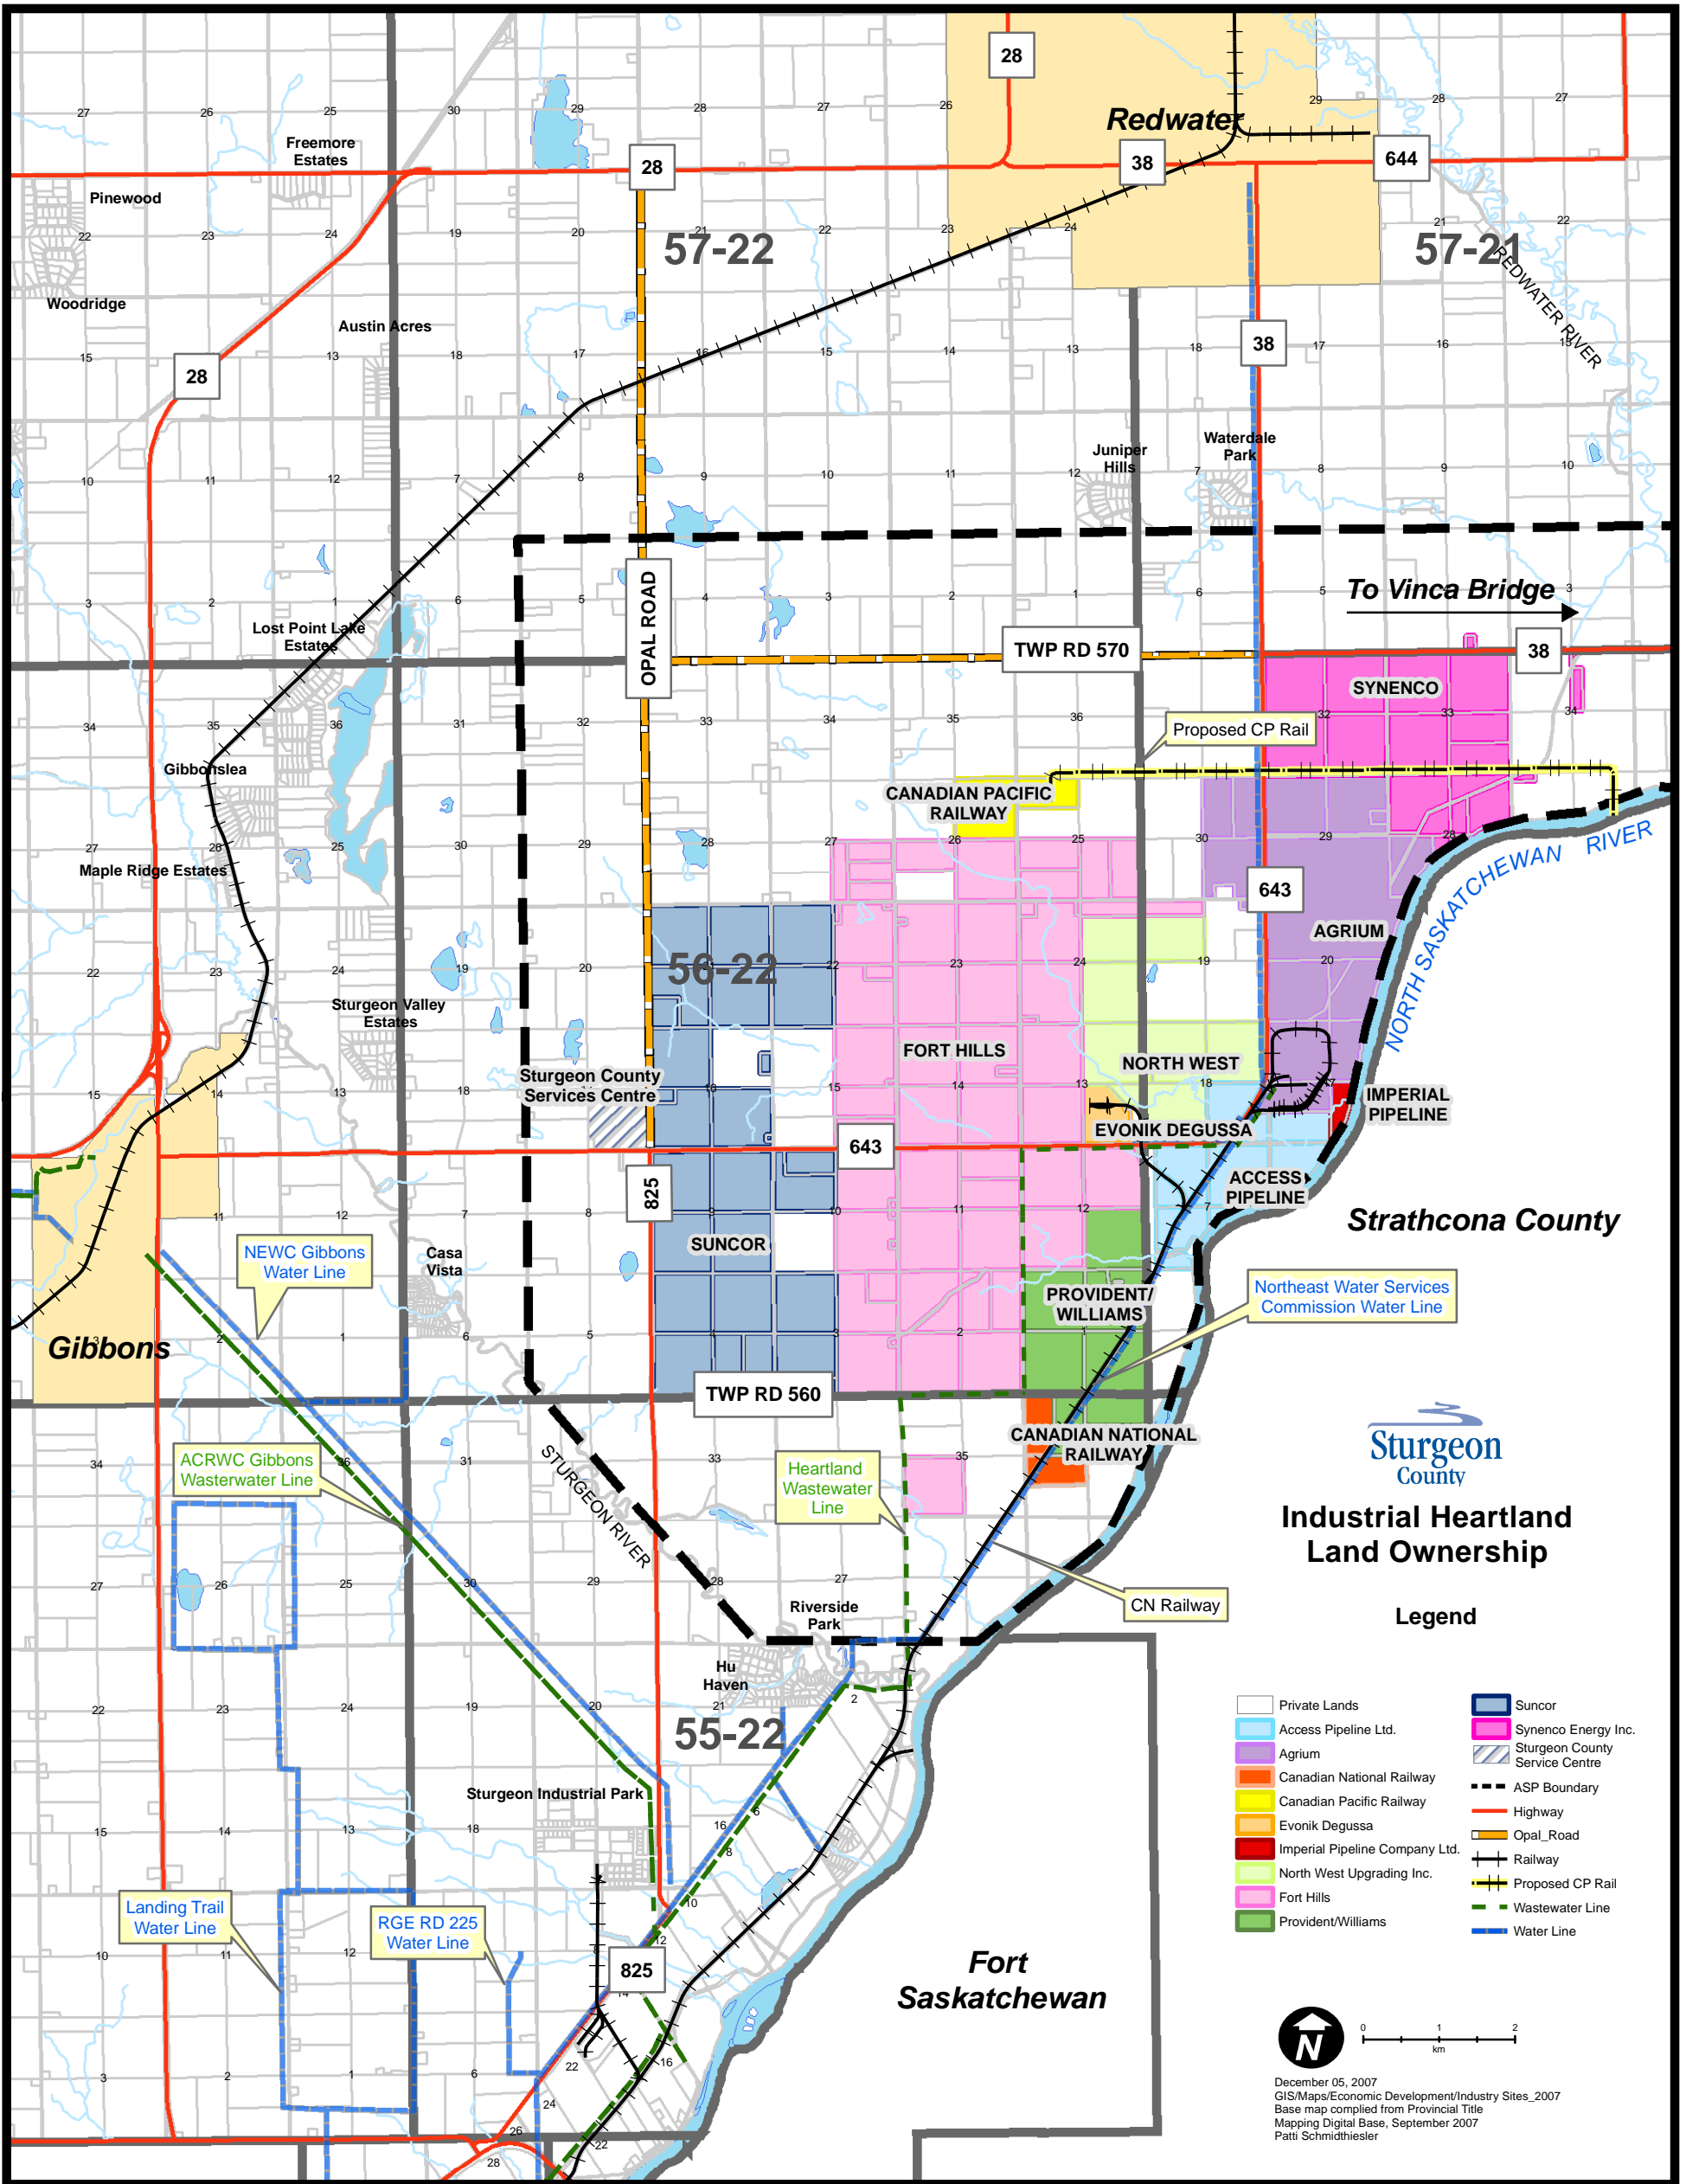 28
Redwater
38
644
28
Freemore
Estates
Pinewood
57-22
57-21
REDWATER RIVER
Woodridge
Austin Acres
28
38
Juniper
Hills
Waterdale
Park
OPAL ROAD
To Vinca Bridge
Lost Point Lake
Estates
TWP RD 570
38
SYNENCO
Proposed CP Rail
Gibbonslea
CANADIAN PACIFIC
RAILWAY
Maple Ridge Estates
643
NORTH SASKATCHEWAN RIVER
AGRIUM
56-22
Sturgeon Valley
Estates
FORT HILLS
NORTH WEST
Sturgeon County
Services Centre
IMPERIAL
PIPELINE
EVONIK DEGUSSA
643
825
ACCESS
PIPELINE
Strathcona County
SUNCOR
NEWC Gibbons
Water Line
Casa
Vista
PROVIDENT/
WILLIAMS
Northeast Water Services
Commission Water Line
Gibbons
TWP RD 560
CANADIAN NATIONAL
RAILWAY
ACRWC Gibbons
Wasterwater Line
STURGEON RIVER
Heartland
Wastewater
Line
Sturgeon
County
Industrial Heartland
Land Ownership
CN Railway
Riverside
Park
Hu
Haven
55-22
Sturgeon Industrial Park
Landing Trail
Water Line
RGE RD 225
Water Line
825
Fort
Saskatchewan
Legend
Private Lands
Access Pipeline Ltd.
Agrium
Canadian National Railway
Canadian Pacific Railway
Evonik Degussa
Imperial Pipeline Company Ltd.
North West Upgrading Inc.
Fort Hills
Provident/Williams
Suncor
Synenco Energy Inc.
Sturgeon County
Service Centre
ASP Boundary
Highway
Opal_Road
Railway
Proposed CP Rail
Wastewater Line
Water Line
N
0 1 2
km
December 05, 2007
GIS/Maps/Economic Development/Industry Sites_2007
Base map complied from Provincial Title
Mapping Digital Base, September 2007
Patti Schmidthiesler